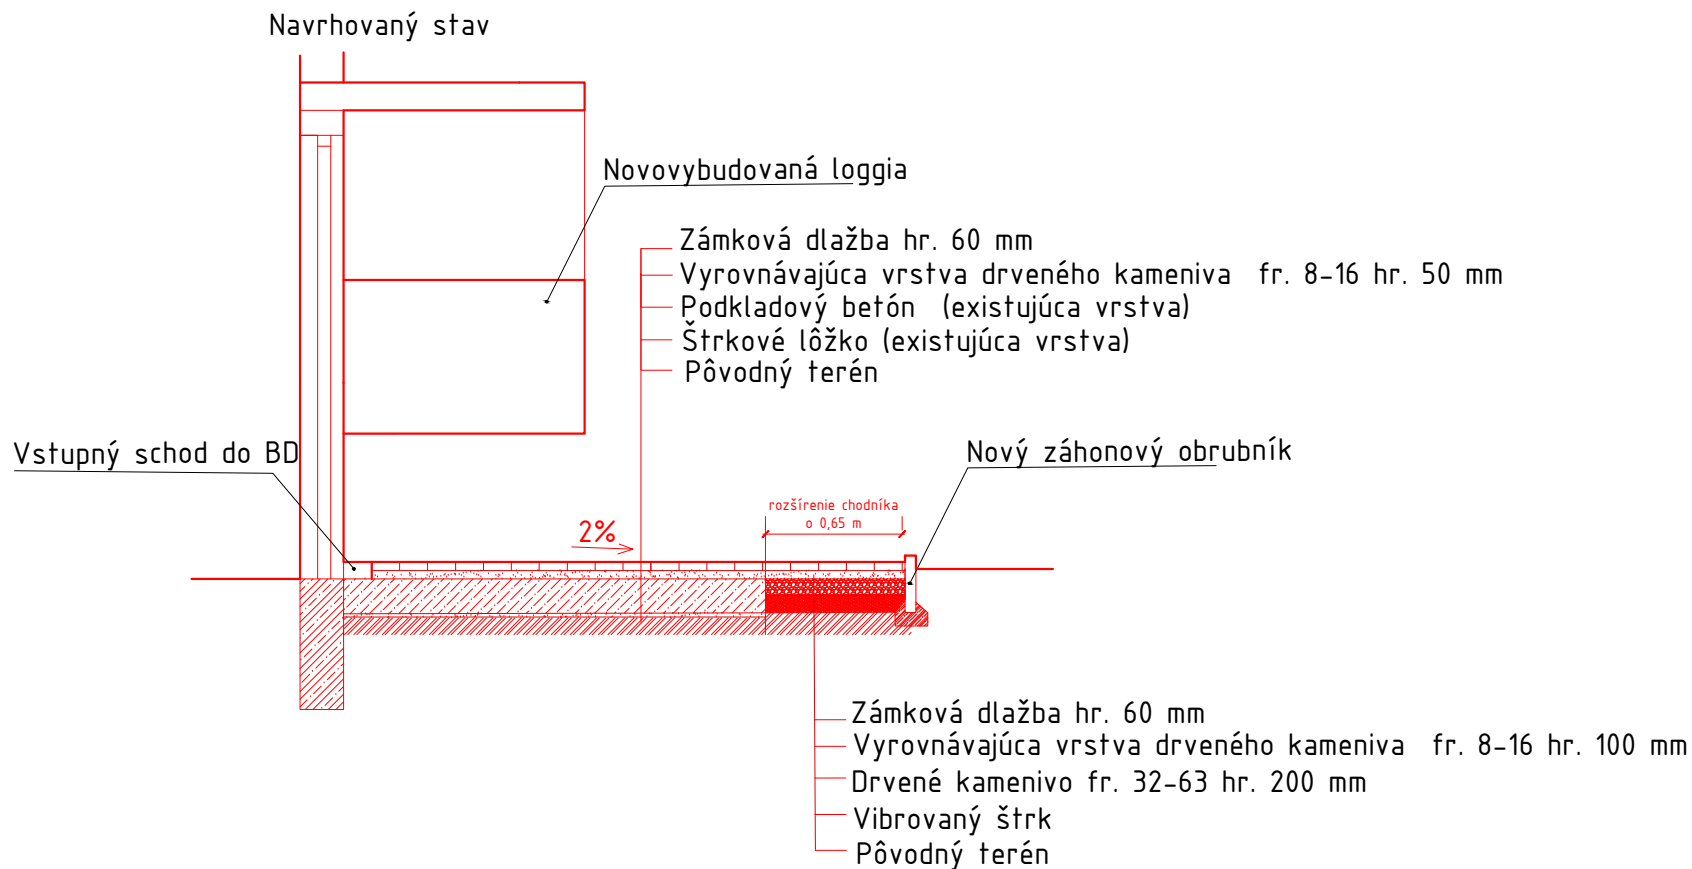 Navrhovaný stav
Novovybudovaná loggia
Zámková dlažba hr. 60 mm
Vyrovnávajúca vrstva drveného kameniva fr. 8-16 hr. 50 mm
Podkladový betón (existujúca vrstva)
Štrkové lôžko (existujúca vrstva)
Pôvodný terén
Vstupný schod do BD
Nový záhonový obrubník
rozšírenie chodníka
o 0,65 m
2%
Zámková dlažba hr. 60 mm
Vyrovnávajúca vrstva drveného kameniva fr. 8-16 hr. 100 mm
Drvené kamenivo fr. 32-63 hr. 200 mm
Vibrovaný štrk
Pôvodný terén